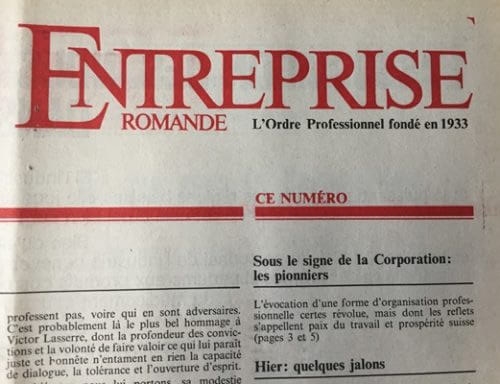 ENTREPRISE
ROMANDE
L'Ordre Professionnel fondé en 1933
CE NUMÉRO
Sous le signe de la Corporation:
les pionniers
L'évocation d'une forme d'organisation profes-
sionnelle certes révolue, mais dont les reflets
s'appellent paix du travail et prospérité suisse
(pages 3 et 5)
Hier: quelques jalons
professent pas, voire qui en sont adversaires.
C'est probablement là le plus bel hommage à
Victor Lasserre, dont la profondeur des convic-
tions et la volonté de faire valoir ce qui lui paraît
juste et honnête n'entament en rien la capacité
de dialogue, la tolérance et l'ouverture d'esprit.
lui portons, sa modestie